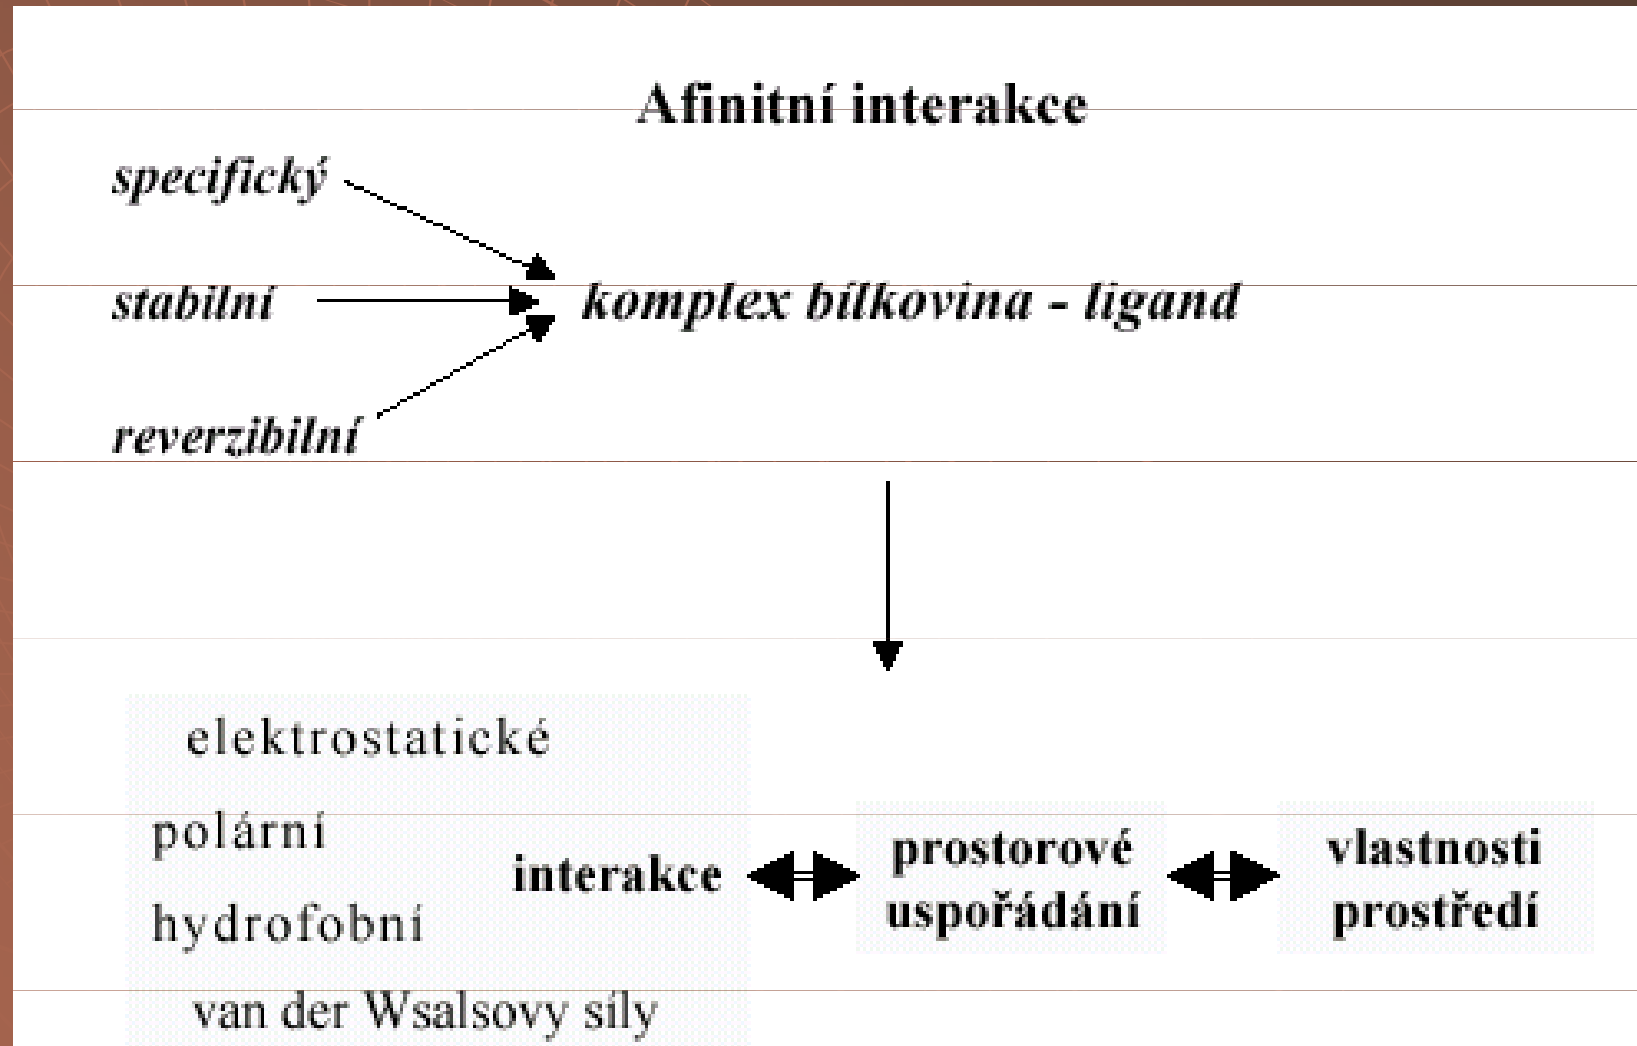 Afinitní interakce
specifický
stabilní
komplex bílkovina - ligand
reverzibilní
elektrostatické
polární
interakce
hydrofobní
van der Wsalsovy síly
prostorové
uspořádání
vlastnosti
prostředí